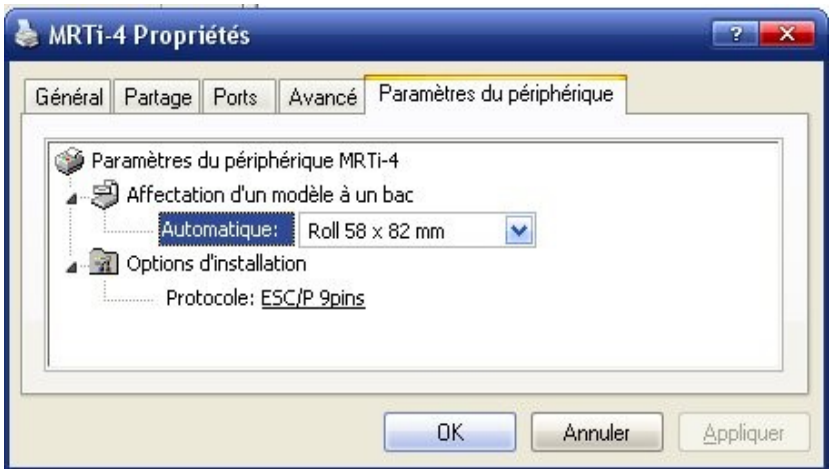 MRTi-4 Propriétés
Général Partage Ports Avancé Paramètres du périphérique
Paramètres du périphérique MRTi-4
Affectation d'un modèle à un bac
Automatique: Roll 58 x 82 mm
Options d'installation
Protocole: ESC/P 9pins
OK Annuler Appliquer